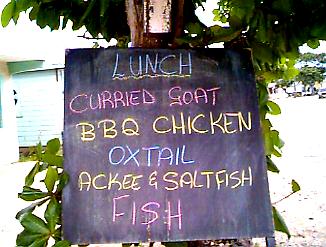 LUNCH
CURRIED GOAT
BBQ CHICKEN
OXTAIL
ACKEE & SALTFISH
FISH